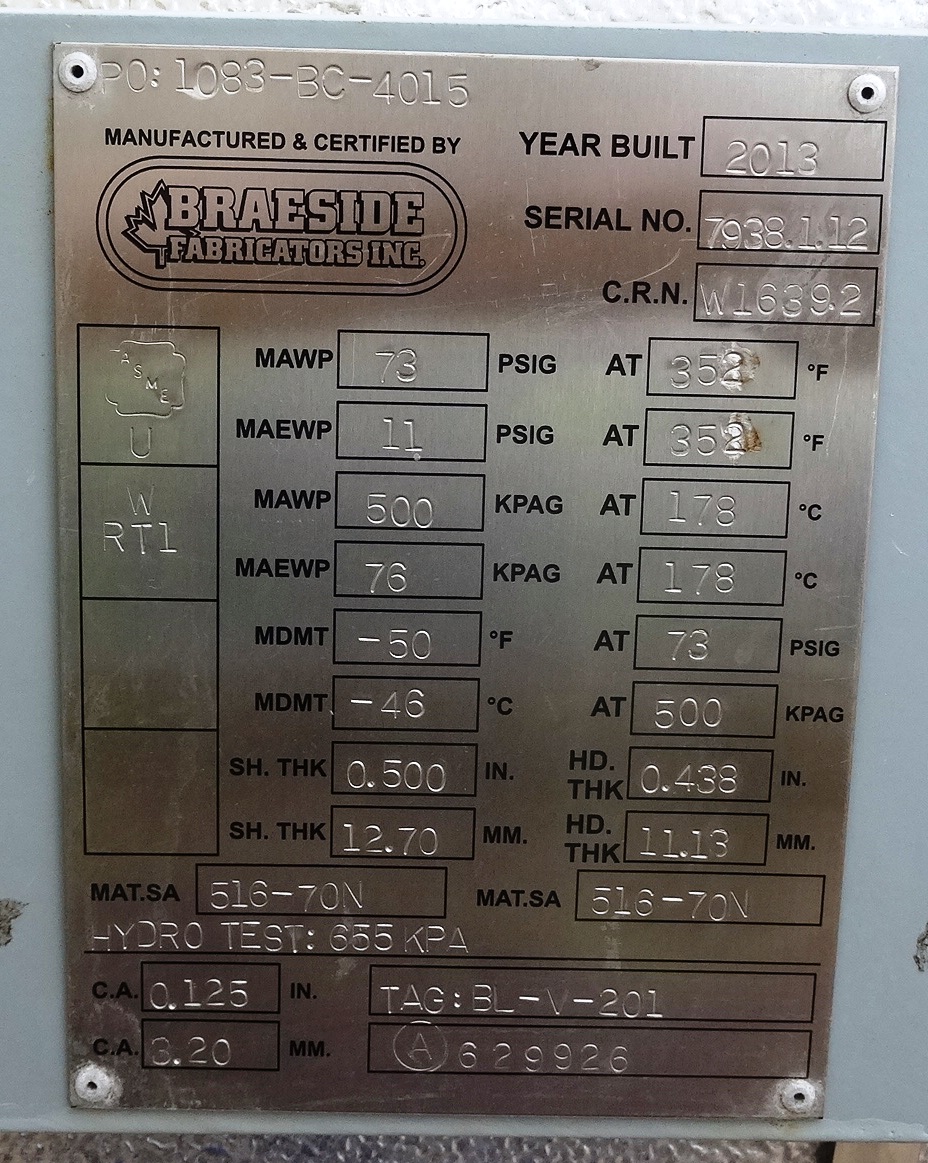 PO: 1083-BC-4015
MANUFACTURED & CERTIFIED BY
BRAESIDE
FABRICATORS INC.
YEAR BUILT 2013
SERIAL NO. 7938.1.12
C.R.N. W1639.2
ASME
U
W
RT1
MAWP 73 PSIG AT 352 °F
MAEWP 11 PSIG AT 352 °F
MAWP 500 KPAG AT 178 °C
MAEWP 76 KPAG AT 178 °C
MDMT -50 °F AT 73 PSIG
MDMT -46 °C AT 500 KPAG
SH. THK 0.500 IN. HD. THK 0.438 IN.
SH. THK 12.70 MM. HD. THK 11.13 MM.
MAT.SA 516-70N MAT.SA 516-70N
HYDRO TEST: 655 KPA
C.A. 0.125 IN. TAG: BL-V-201
C.A. 3.20 MM. A 629926